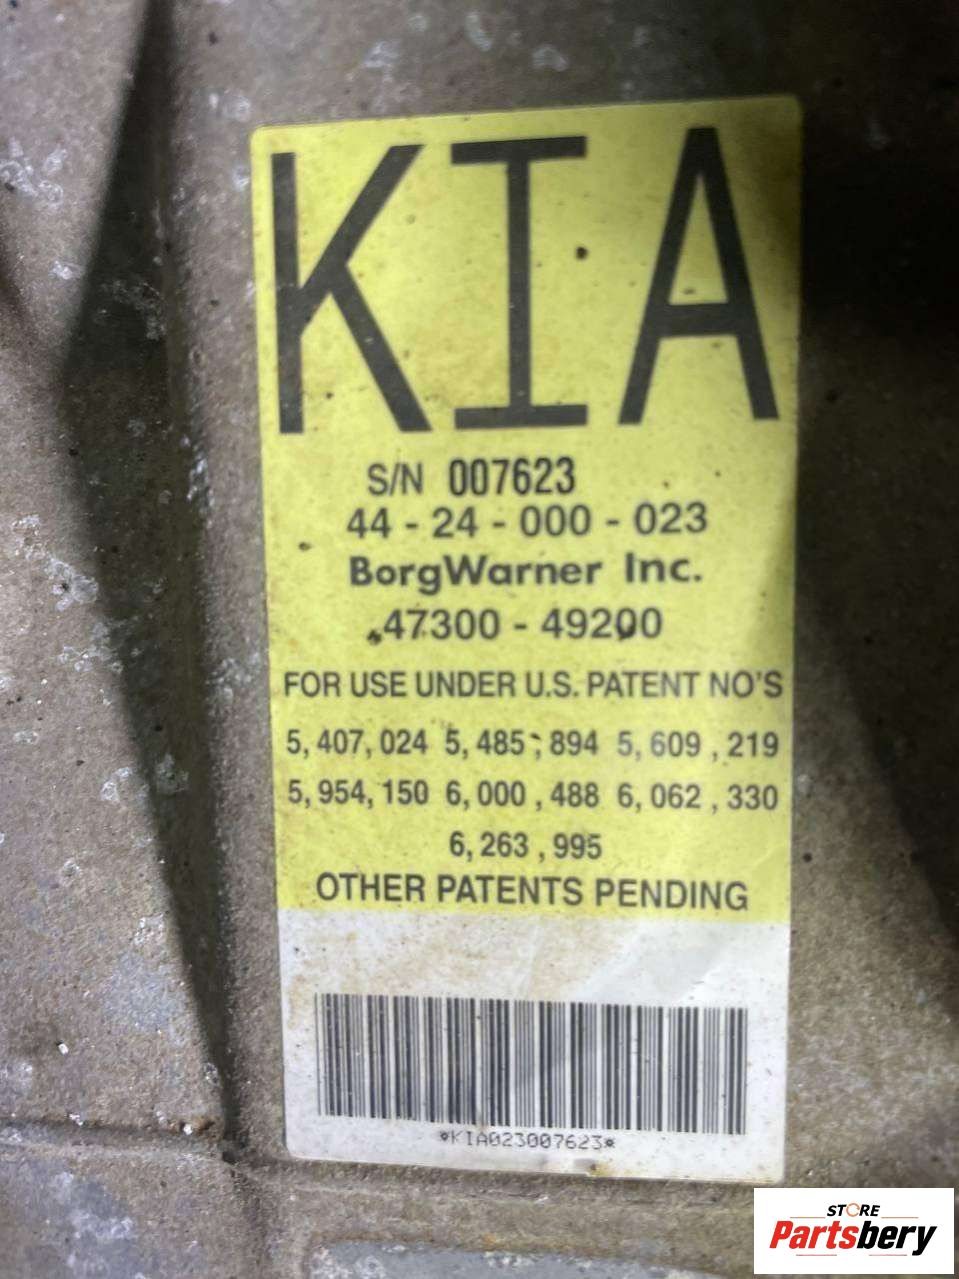 KIA
S/N 007623
44 - 24 - 000 - 023
BorgWarner Inc.
47300 - 49200
FOR USE UNDER U.S. PATENT NO'S
5, 407, 024 5, 485, 894 5, 609, 219
5, 954, 150 6, 000, 488 6, 062, 330
6, 263, 995
OTHER PATENTS PENDING
*KIA023007623*
STORE
Partsbery